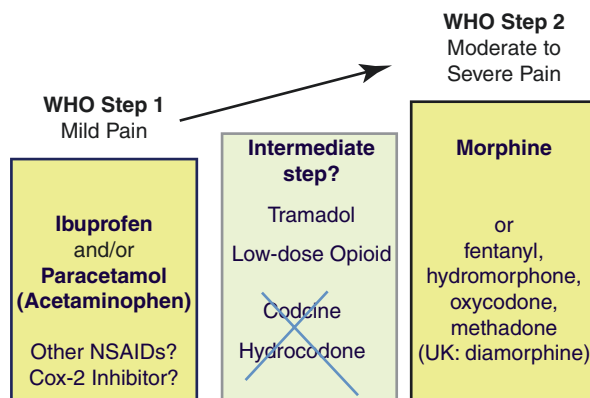 WHO Step 1
Mild Pain
Ibuprofen
and/or
Paracetamol
(Acetaminophen)
Other NSAIDs?
Cox-2 Inhibitor?
Intermediate
step?
Tramadol
Low-dose Opioid
Codeine
Hydrocodone
WHO Step 2
Moderate to
Severe Pain
Morphine
or
fentanyl,
hydromorphone,
oxycodone,
methadone
(UK: diamorphine)